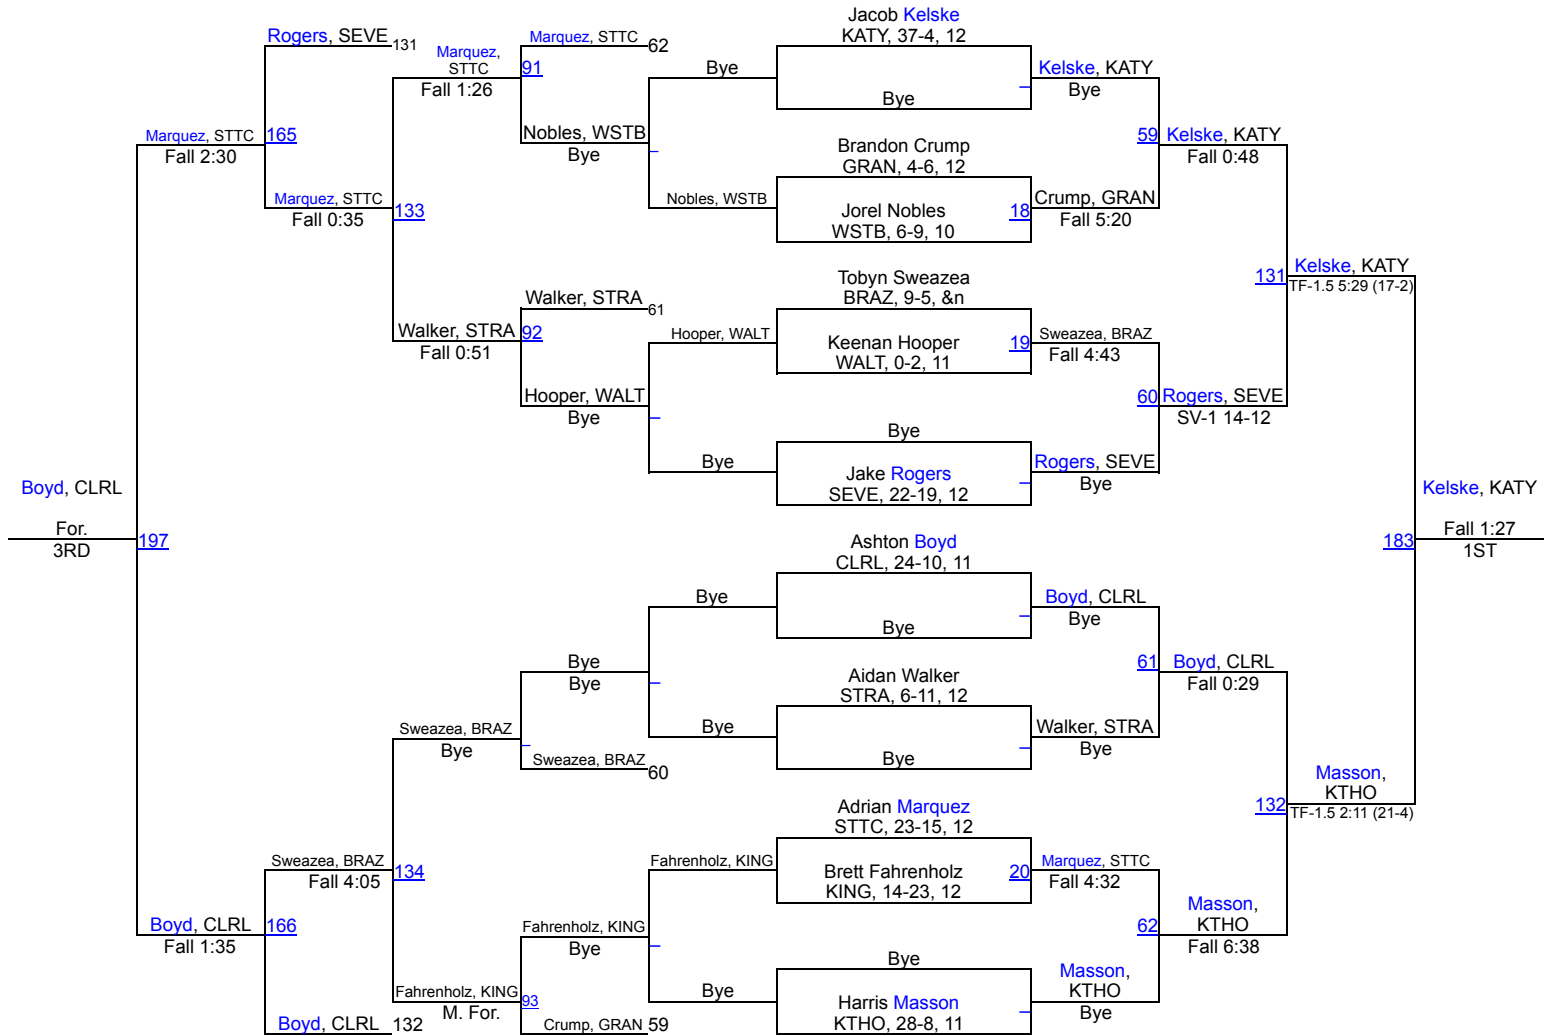 Jacob Kelske
KATY, 37-4, 12
Rogers, SEVE 131
Marquez, STTC 62
Marquez,
STTC
91
Fall 1:26
Bye
Kelske, KATY
Bye
Bye
Marquez, STTC
165
Fall 2:30
Nobles, WSTB
Bye
Brandon Crump
GRAN, 4-6, 12
59
Kelske, KATY
Fall 0:48
Marquez, STTC
Fall 0:35
133
Nobles, WSTB
Jorel Nobles
WSTB, 6-9, 10
18
Crump, GRAN
Fall 5:20
Tobyn Sweazea
BRAZ, 9-5, &n
131
Kelske, KATY
TF-1.5 5:29 (17-2)
Walker, STRA 61
Walker, STRA
92
Fall 0:51
Hooper, WALT
Keenan Hooper
WALT, 0-2, 11
19
Sweazea, BRAZ
Fall 4:43
Hooper, WALT
Bye
60
Rogers, SEVE
SV-1 14-12
Bye
Bye
Jake Rogers
SEVE, 22-19, 12
Rogers, SEVE
Bye
Boyd, CLRL
For.
3RD
197
Kelske, KATY
183
Fall 1:27
1ST
Ashton Boyd
CLRL, 24-10, 11
Bye
Boyd, CLRL
Bye
Bye
Bye
Bye
61
Boyd, CLRL
Fall 0:29
Aidan Walker
STRA, 6-11, 12
Sweazea, BRAZ
Bye
Bye
Walker, STRA
Bye
Sweazea, BRAZ 60
Bye
Masson,
KTHO
132
TF-1.5 2:11 (21-4)
Adrian Marquez
STTC, 23-15, 12
Sweazea, BRAZ
Fall 4:05
134
Fahrenholz, KING
Brett Fahrenholz
KING, 14-23, 12
20
Marquez, STTC
Fall 4:32
Boyd, CLRL
166
Fall 1:35
Fahrenholz, KING
Bye
62
Masson,
KTHO
Fall 6:38
Bye
Fahrenholz, KING
M. For.
93
Bye
Harris Masson
KTHO, 28-8, 11
Masson,
KTHO
Bye
Boyd, CLRL 132
Crump, GRAN 59